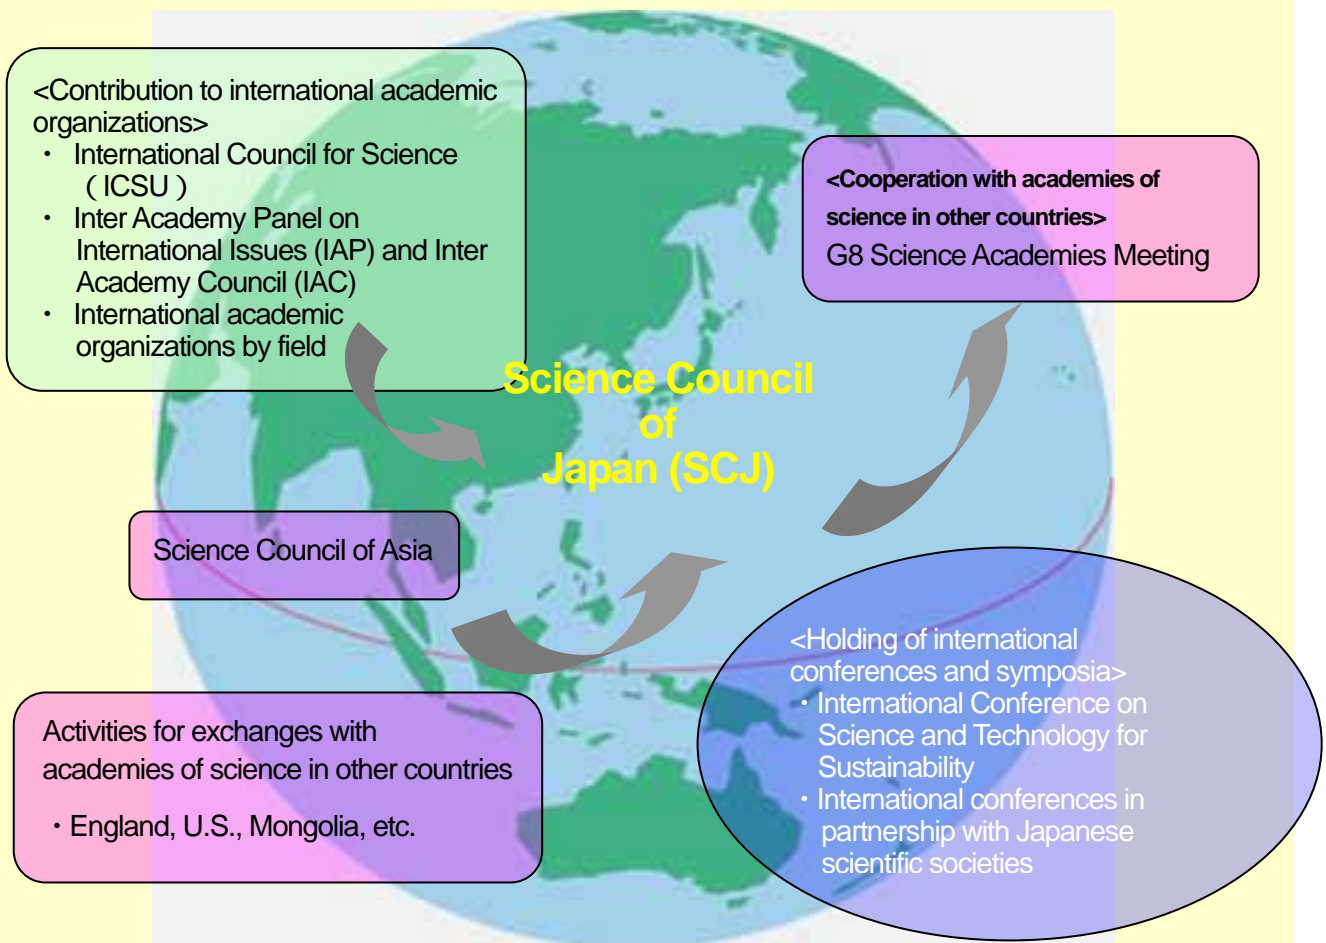 <Contribution to international academic
organizations>
・ International Council for Science
（ICSU）
・ Inter Academy Panel on
International Issues (IAP) and Inter
Academy Council (IAC)
・ International academic
organizations by field
<Cooperation with academies of
science in other countries>
G8 Science Academies Meeting
Science Council
of
Japan (SCJ)
Science Council of Asia
Activities for exchanges with
academies of science in other countries
・England, U.S., Mongolia, etc.
<Holding of international
conferences and symposia>
・International Conference on
Science and Technology for
Sustainability
・International conferences in
partnership with Japanese
scientific societies